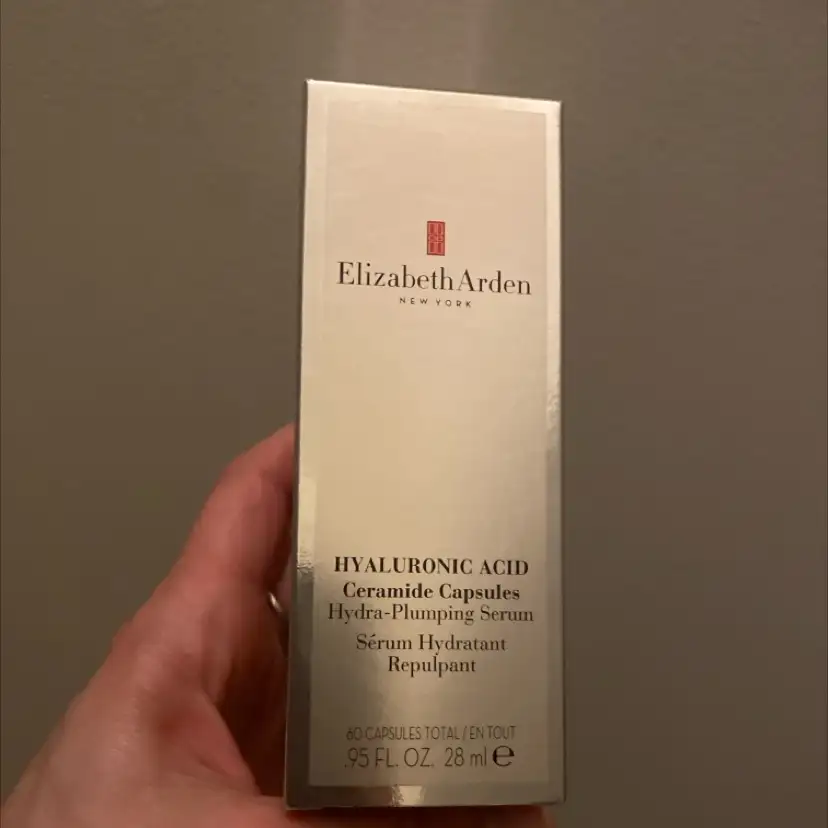 Elizabeth Arden
NEW YORK
HYALURONIC ACID
Ceramide Capsules
Hydra-Plumping Serum
Sérum Hydratant
Repulpant
60 CAPSULES TOTAL / EN TOUT
.95 FL. OZ. 28 ml ℮